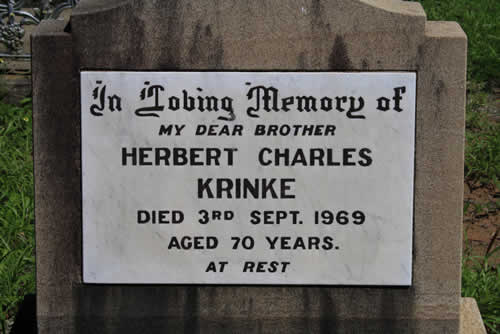 In Loving Memory of
MY DEAR BROTHER
HERBERT CHARLES
KRINKE
DIED 3RD SEPT. 1969
AGED 70 YEARS.
AT REST